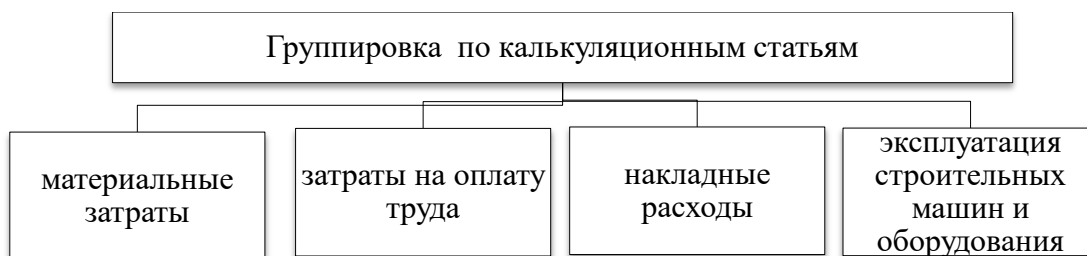 Группировка по калькуляционным статьям
материальные
затраты
затраты на оплату
труда
накладные
расходы
эксплуатация
строительных
машин и
оборудования